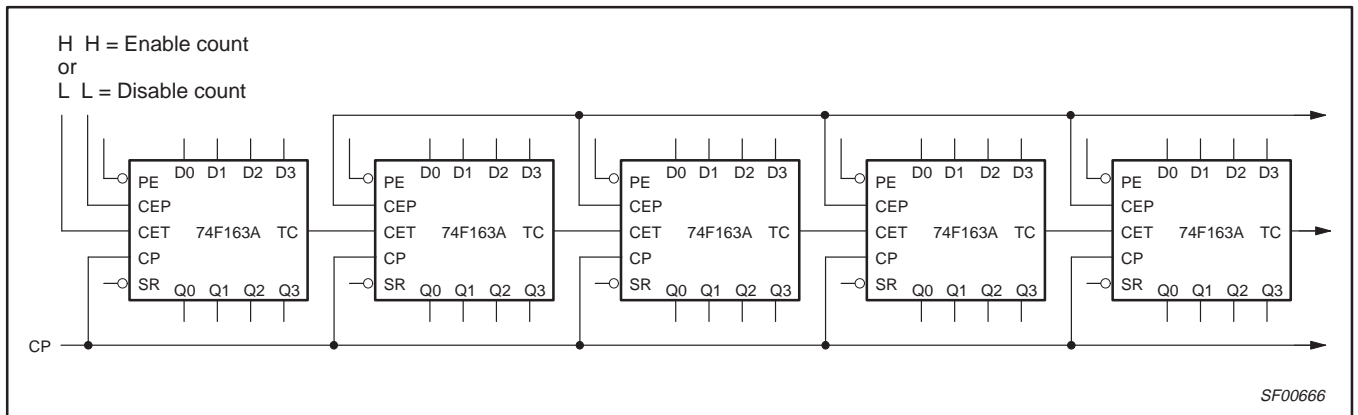 H H = Enable count
or
L L = Disable count
D0 D1 D2 D3
PE
CEP
CET 74F163A TC
CP
SR
Q0 Q1 Q2 Q3
D0 D1 D2 D3
PE
CEP
CET 74F163A TC
CP
SR
Q0 Q1 Q2 Q3
D0 D1 D2 D3
PE
CEP
CET 74F163A TC
CP
SR
Q0 Q1 Q2 Q3
D0 D1 D2 D3
PE
CEP
CET 74F163A TC
CP
SR
Q0 Q1 Q2 Q3
D0 D1 D2 D3
PE
CEP
CET 74F163A TC
CP
SR
Q0 Q1 Q2 Q3
CP
SF00666